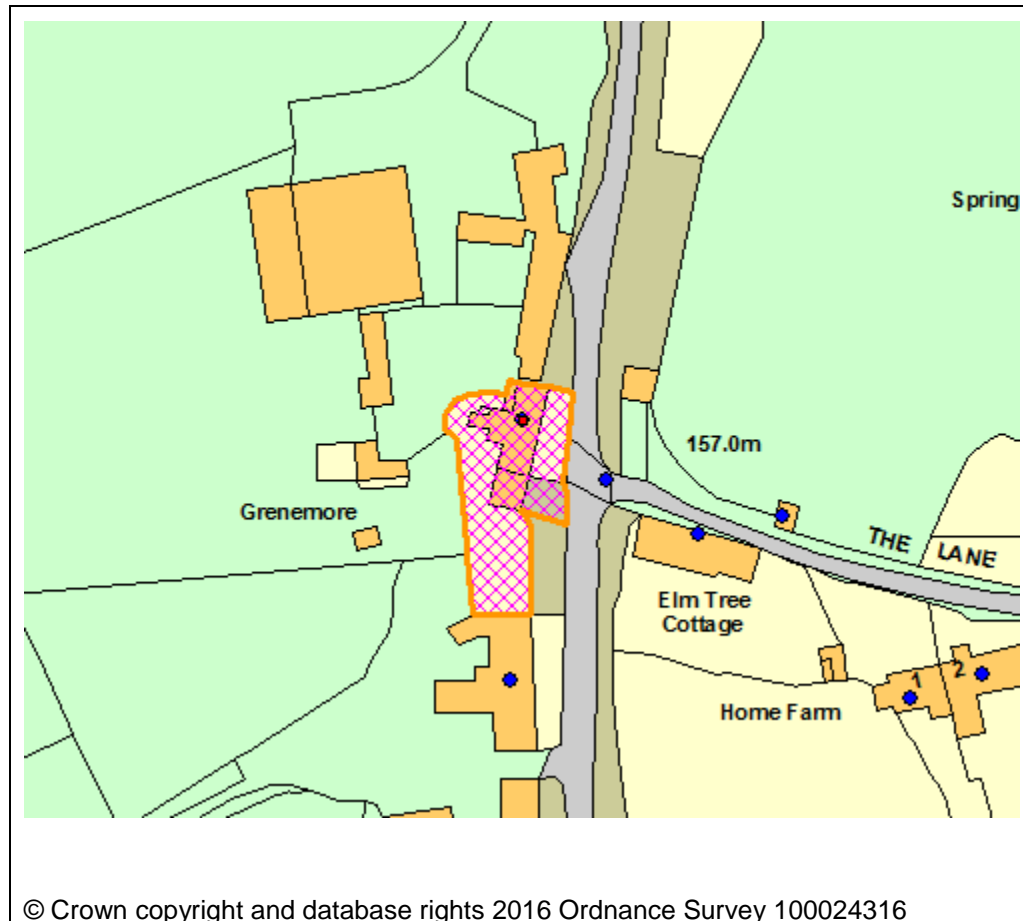 Spring
157.0m
Grenemore
THE LANE
Elm Tree
Cottage
1 2
Home Farm
© Crown copyright and database rights 2016 Ordnance Survey 100024316